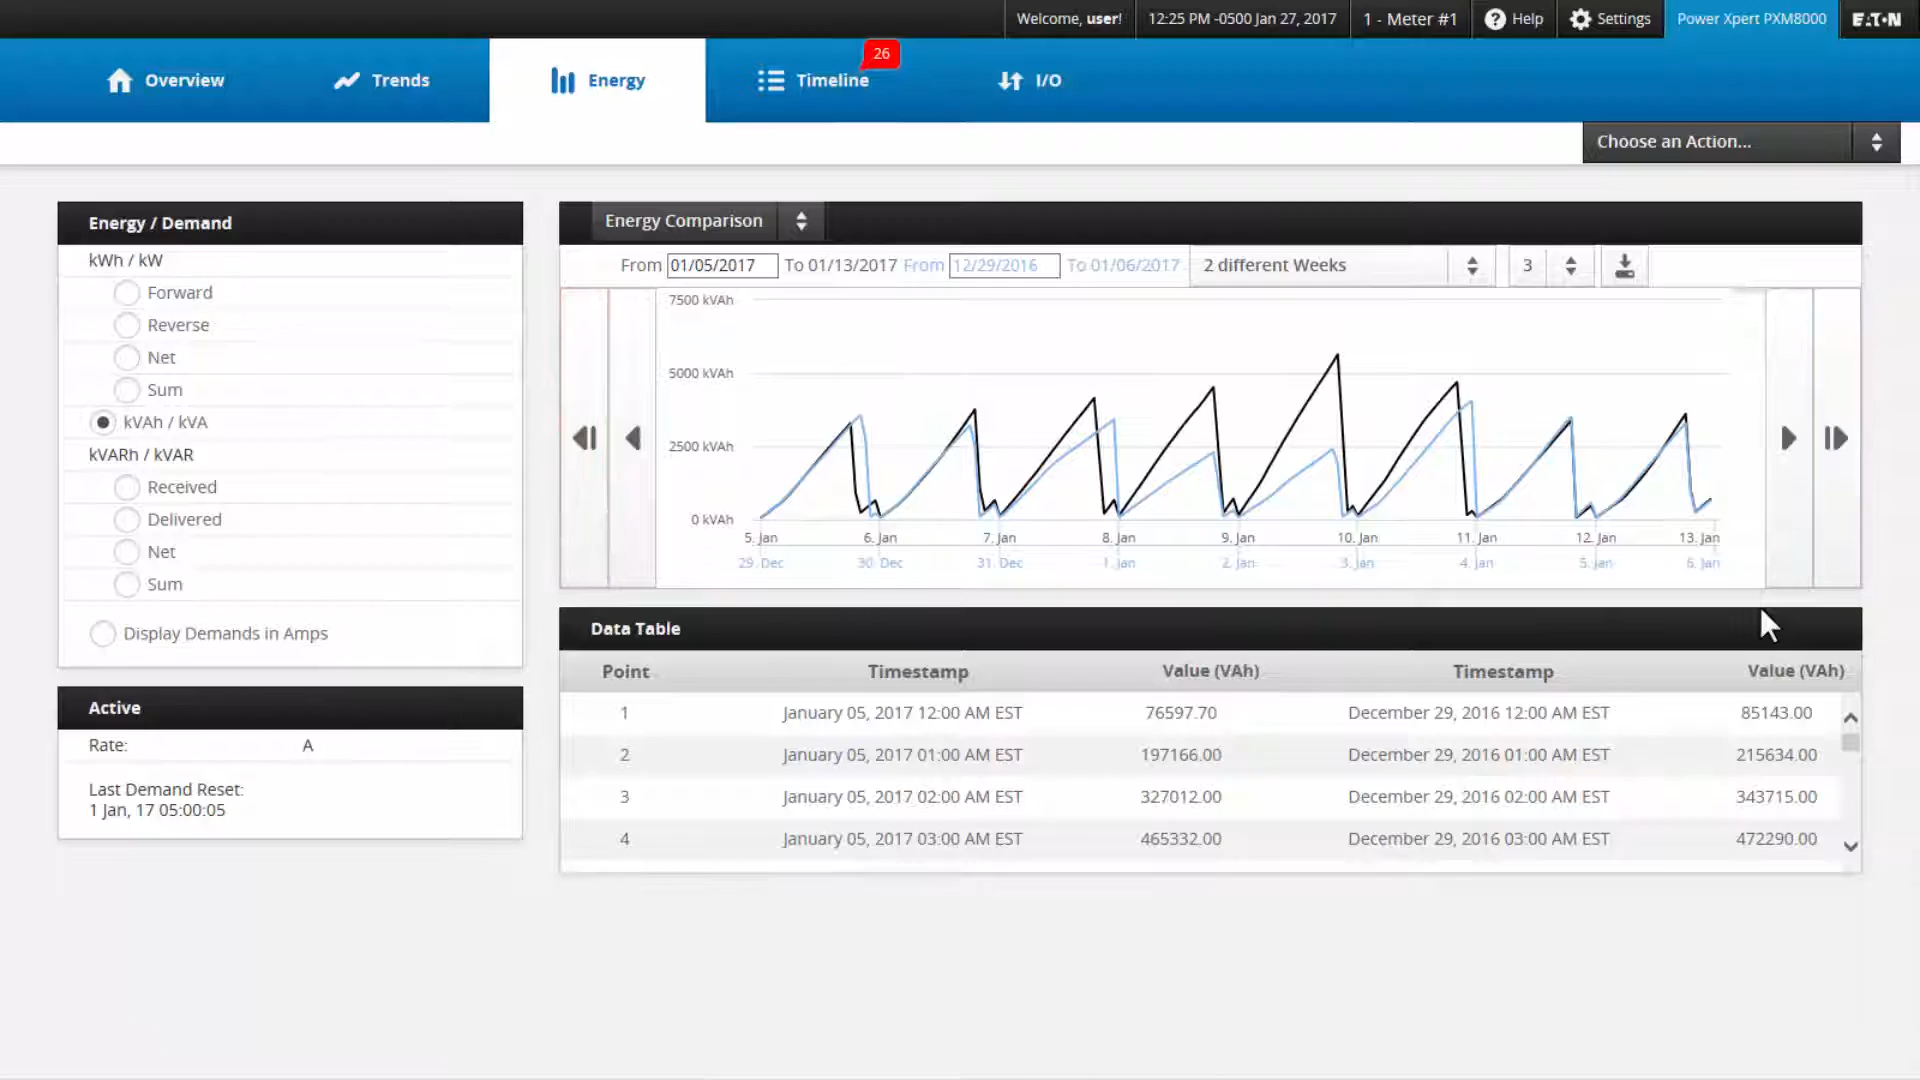 Welcome, user!
12:25 PM -0500 Jan 27, 2017
1 - Meter #1
Help
Settings
Power Xpert PXM8000
EATON
Overview
Trends
Energy
Timeline
26
I/O
Choose an Action...
Energy / Demand
kWh / kW
Forward
Reverse
Net
Sum
kVAh / kVA
kVARh / kVAR
Received
Delivered
Net
Sum
Display Demands in Amps
Active
Rate: A
Last Demand Reset:
1 Jan, 17 05:00:05
Energy Comparison
From 01/05/2017 To 01/13/2017 From 12/29/2016 To 01/06/2017 2 different Weeks 3
7500 kVAh
5000 kVAh
2500 kVAh
0 kVAh
5. Jan 6. Jan 7. Jan 8. Jan 9. Jan 10. Jan 11. Jan 12. Jan 13. Jan
29. Dec 30. Dec 31. Dec 1. Jan 2. Jan 3. Jan 4. Jan 5. Jan 6. Jan
Data Table
Point Timestamp Value (VAh) Timestamp Value (VAh)
1 January 05, 2017 12:00 AM EST 76597.70 December 29, 2016 12:00 AM EST 85143.00
2 January 05, 2017 01:00 AM EST 197166.00 December 29, 2016 01:00 AM EST 215634.00
3 January 05, 2017 02:00 AM EST 327012.00 December 29, 2016 02:00 AM EST 343715.00
4 January 05, 2017 03:00 AM EST 465332.00 December 29, 2016 03:00 AM EST 472290.00